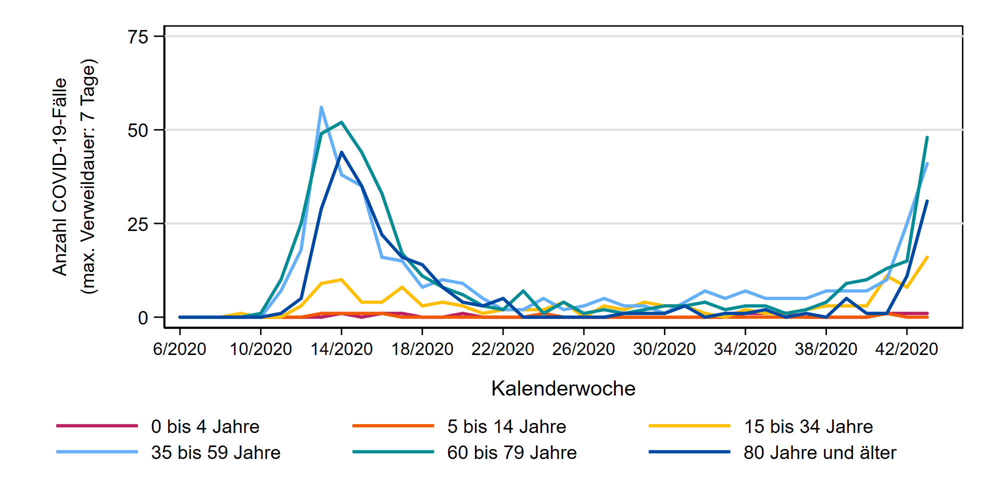 Anzahl COVID-19-Fälle
(max. Verweildauer: 7 Tage)
75
50
25
0
6/2020 10/2020 14/2020 18/2020 22/2020 26/2020 30/2020 34/2020 38/2020 42/2020
Kalenderwoche
0 bis 4 Jahre 5 bis 14 Jahre 15 bis 34 Jahre
35 bis 59 Jahre 60 bis 79 Jahre 80 Jahre und älter